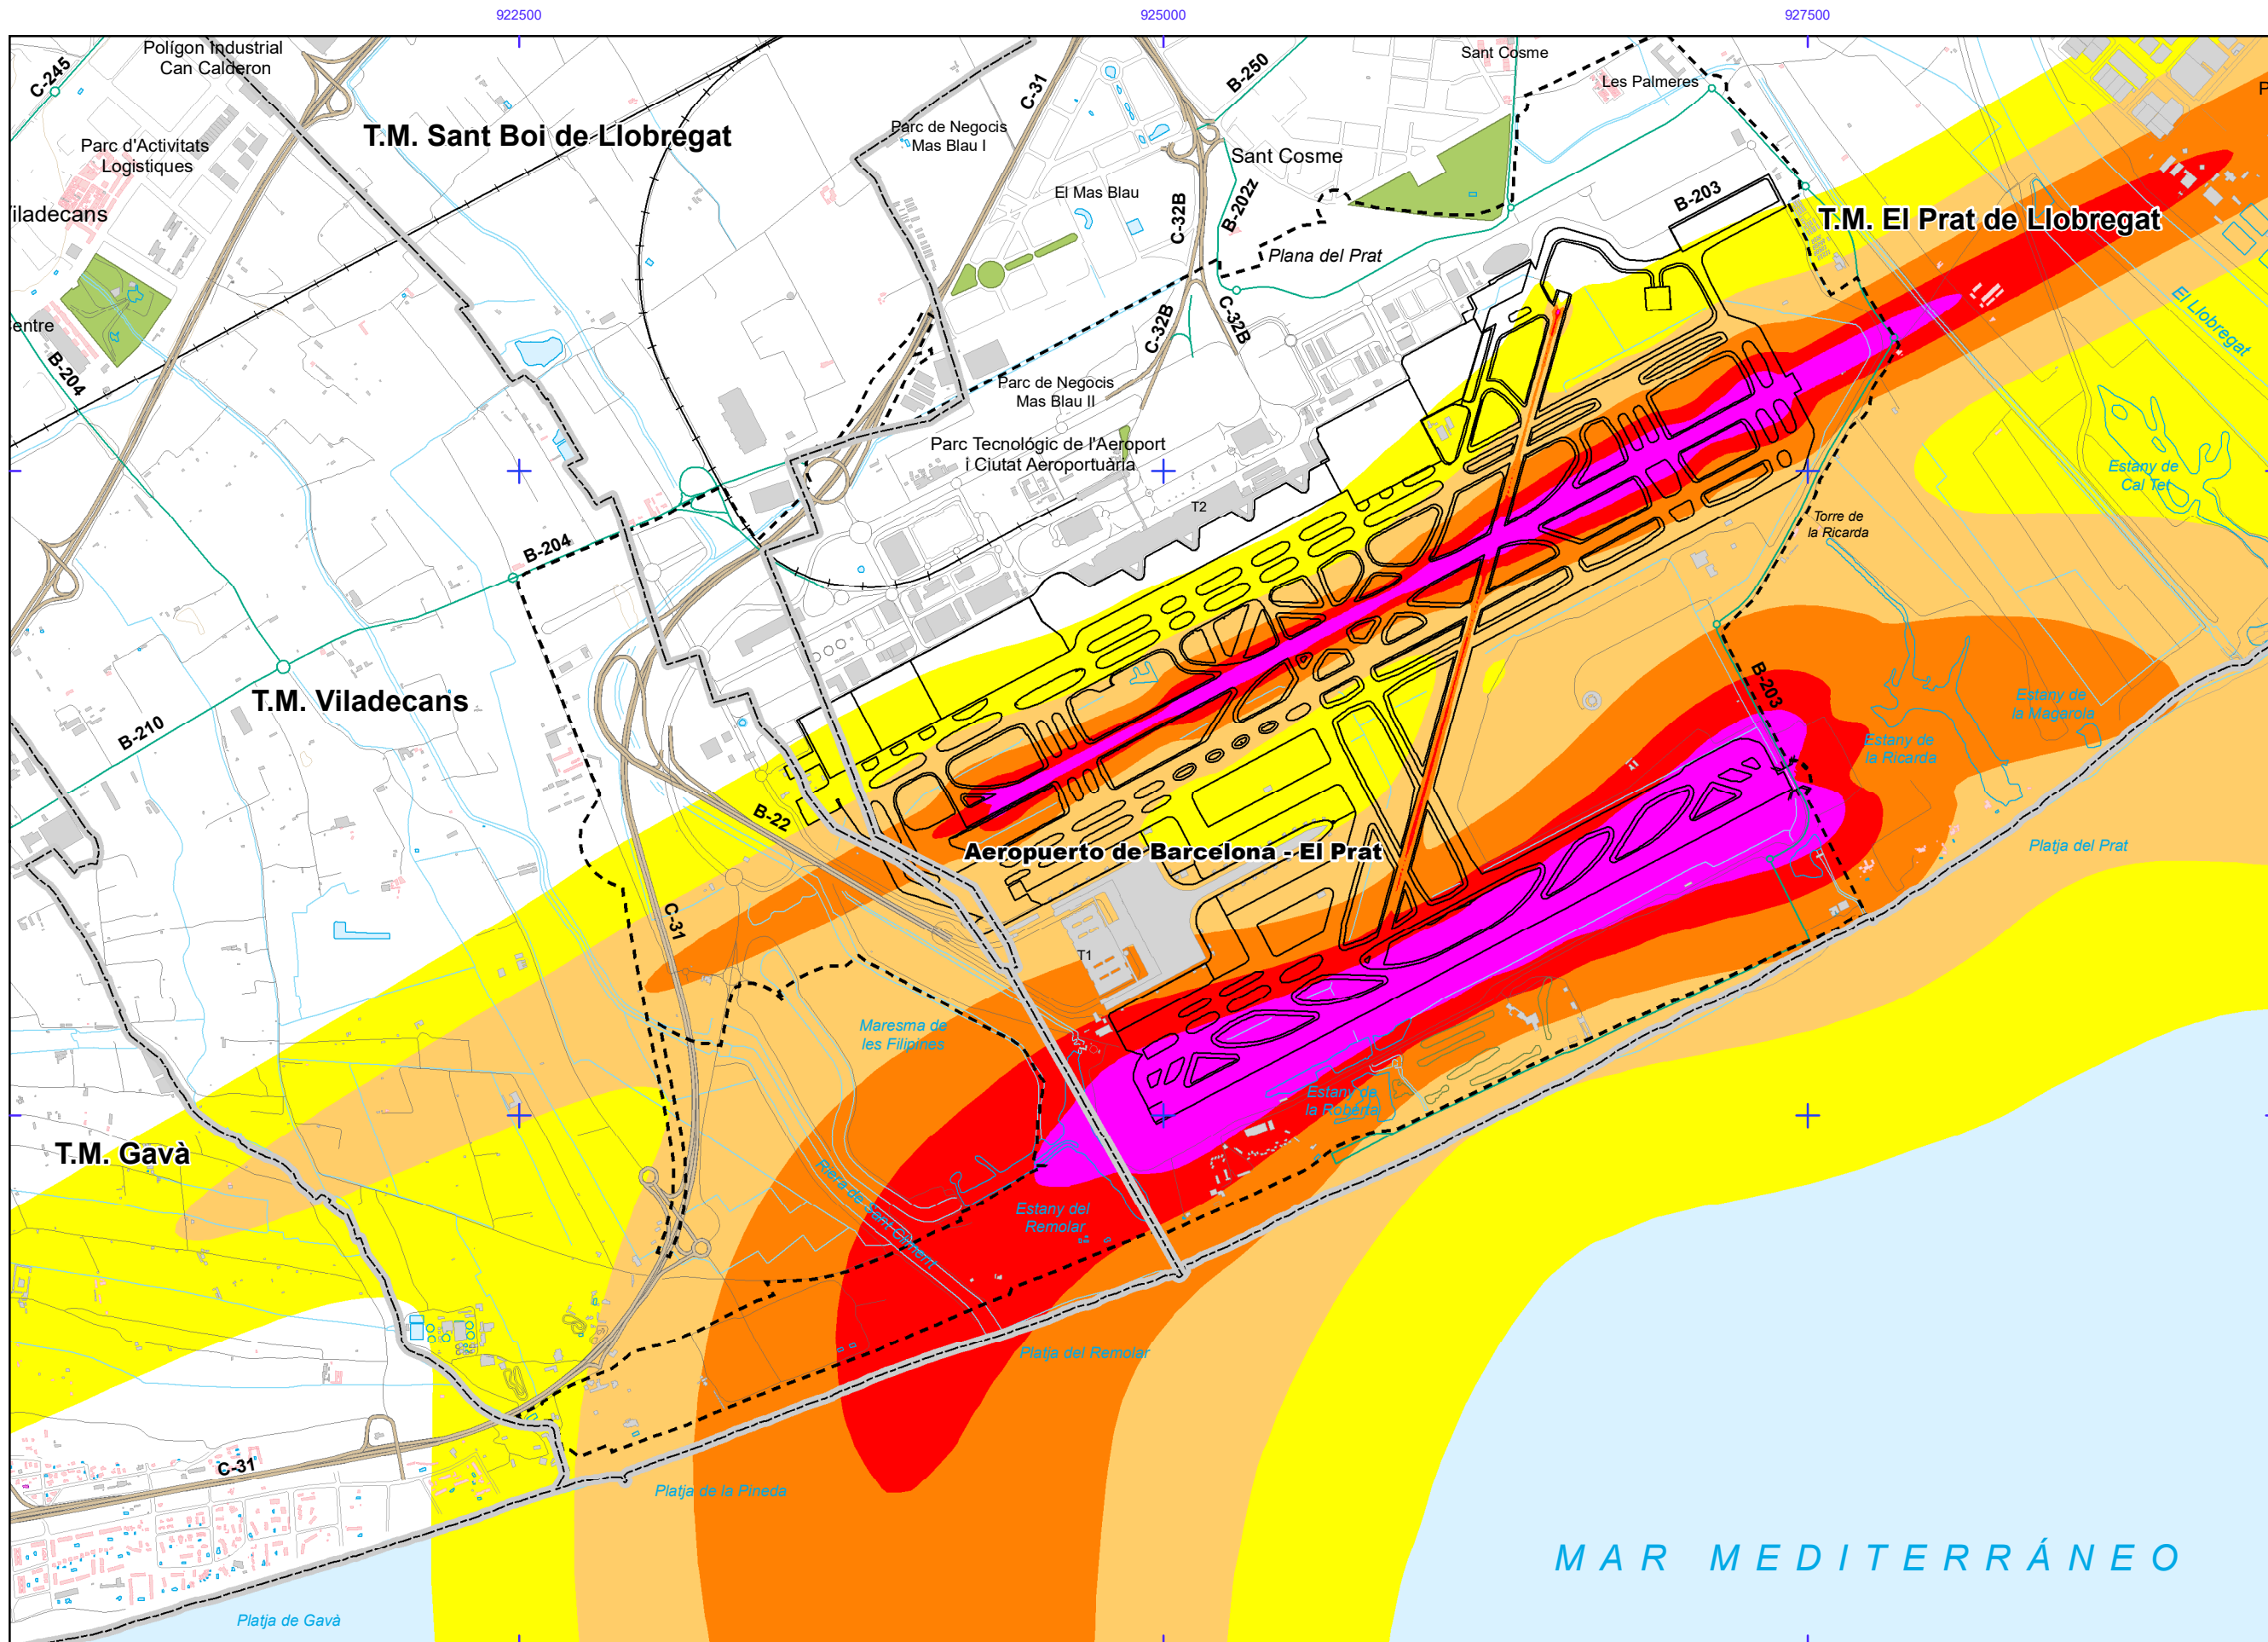 922500
925000
927500
Polígon Industrial
Can Calderon
C-245
T.M. Sant Boi de Llobregat
Parc d'Activitats
Logistiques
C-31
B-250
Sant Cosme
Les Palmeres
Parc de Negocis
Mas Blau I
Sant Cosme
El Mas Blau
C-32B
B-202z
B-203
T.M. El Prat de Llobregat
iladecans
Plana del Prat
El Llobregat
entre
B-204
C-32B
C-32B
Parc de Negocis
Mas Blau II
Parc Tecnológic de l'Aeroport
i Ciutat Aeroportuària
T2
Estany de
Cal Tet
Torre de
la Ricarda
B-204
T.M. Viladecans
B-210
B-203
Estany de
la Magarola
Estany de
la Ricarda
B-22
Aeropuerto de Barcelona - El Prat
Platja del Prat
C-31
T1
Maresma de
les Filipines
Estany de
la Roberta
T.M. Gavà
Riera de Sant Climent
Estany del
Remolar
Platja del Remolar
C-31
Platja de la Pineda
MAR MEDITERRÁNEO
Platja de Gavà